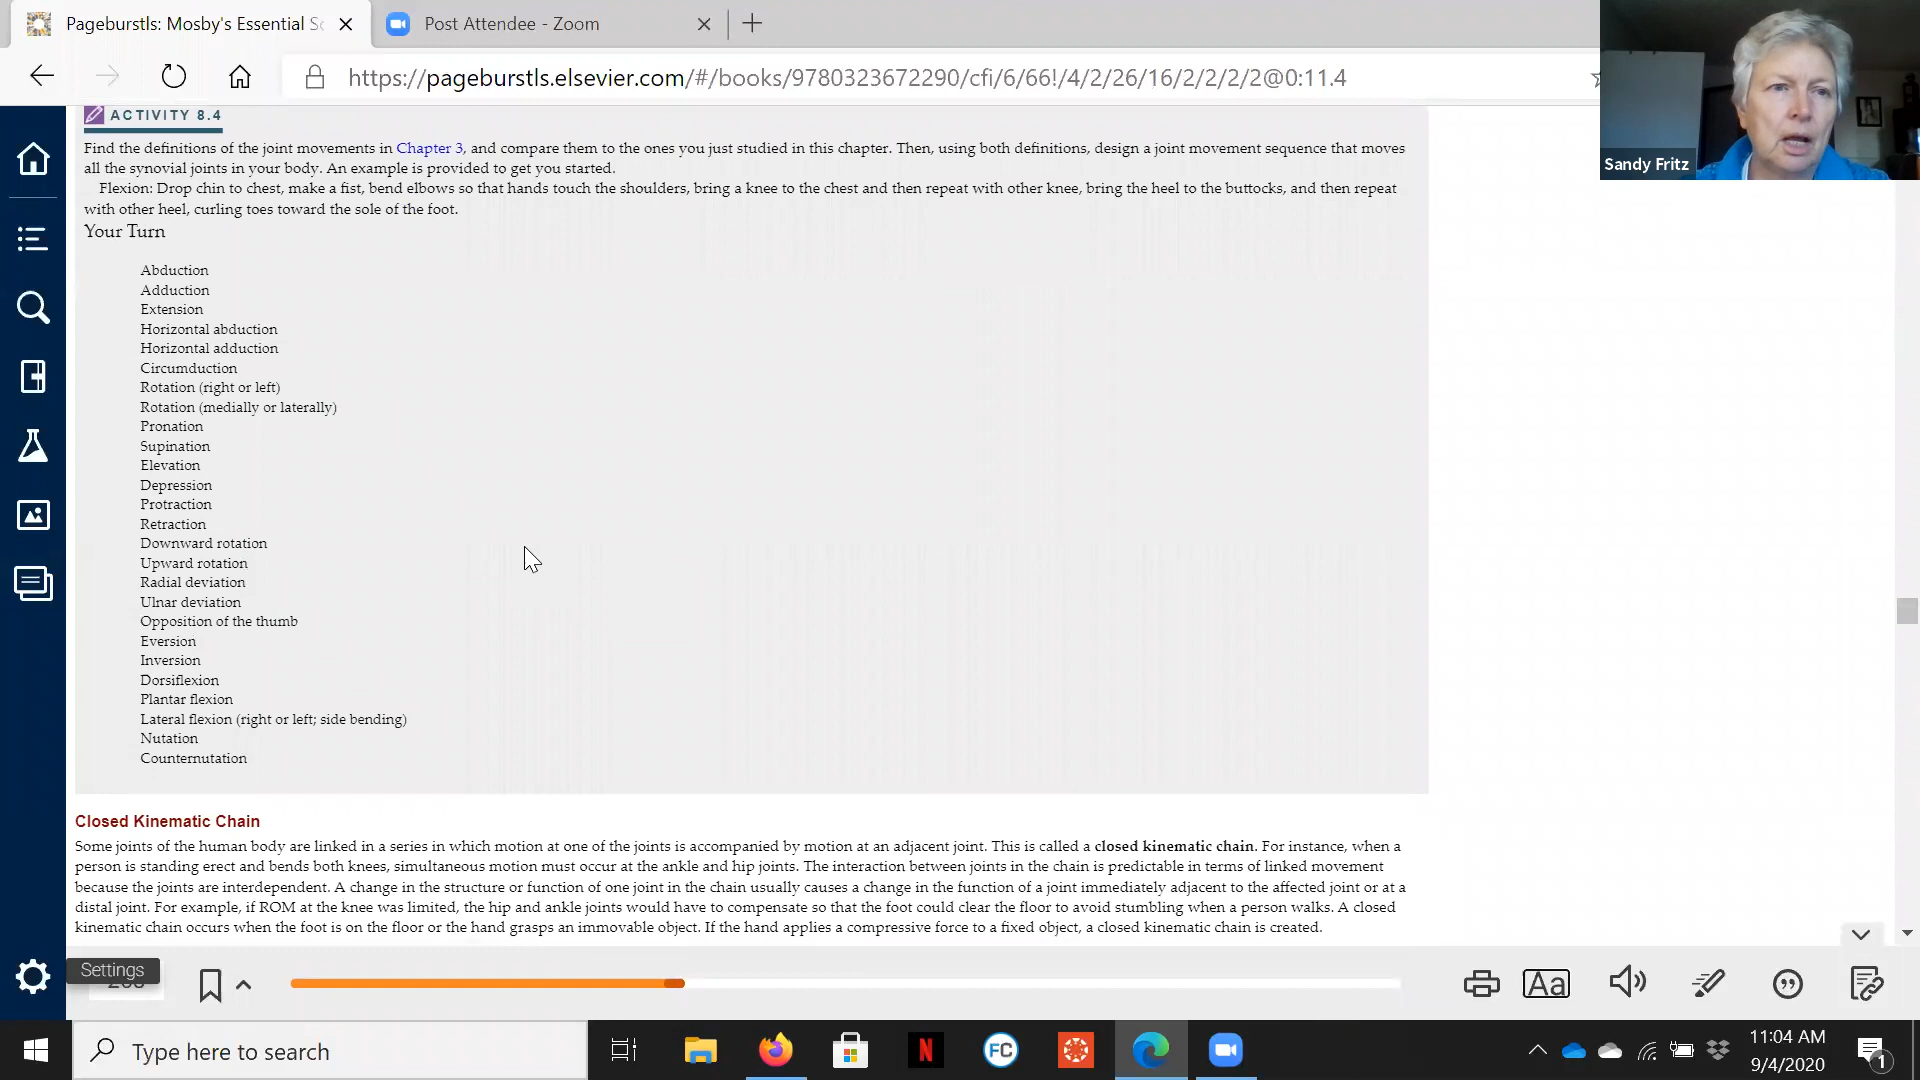 Pageburstls: Mosby's Essential Sc
Post Attendee - Zoom
https://pageburstls.elsevier.com/#/books/9780323672290/cfi/6/66!/4/2/26/16/2/2/2/2@0:11.4
Sandy Fritz
ACTIVITY 8.4
Find the definitions of the joint movements in Chapter 3, and compare them to the ones you just studied in this chapter. Then, using both definitions, design a joint movement sequence that moves
all the synovial joints in your body. An example is provided to get you started.
Flexion: Drop chin to chest, make a fist, bend elbows so that hands touch the shoulders, bring a knee to the chest and then repeat with other knee, bring the heel to the buttocks, and then repeat
with other heel, curling toes toward the sole of the foot.
Your Turn
Abduction
Adduction
Extension
Horizontal abduction
Horizontal adduction
Circumduction
Rotation (right or left)
Rotation (medially or laterally)
Pronation
Supination
Elevation
Depression
Protraction
Retraction
Downward rotation
Upward rotation
Radial deviation
Ulnar deviation
Opposition of the thumb
Eversion
Inversion
Dorsiflexion
Plantar flexion
Lateral flexion (right or left; side bending)
Nutation
Counternutation
Closed Kinematic Chain
Some joints of the human body are linked in a series in which motion at one of the joints is accompanied by motion at an adjacent joint. This is called a closed kinematic chain. For instance, when a
person is standing erect and bends both knees, simultaneous motion must occur at the ankle and hip joints. The interaction between joints in the chain is predictable in terms of linked movement
because the joints are interdependent. A change in the structure or function of one joint in the chain usually causes a change in the function of a joint immediately adjacent to the affected joint or at a
distal joint. For example, if ROM at the knee was limited, the hip and ankle joints would have to compensate so that the foot could clear the floor to avoid stumbling when a person walks. A closed
kinematic chain occurs when the foot is on the floor or the hand grasps an immovable object. If the hand applies a compressive force to a fixed object, a closed kinematic chain is created.
Settings
Aa
Type here to search
N
FC
11:04 AM
9/4/2020
1